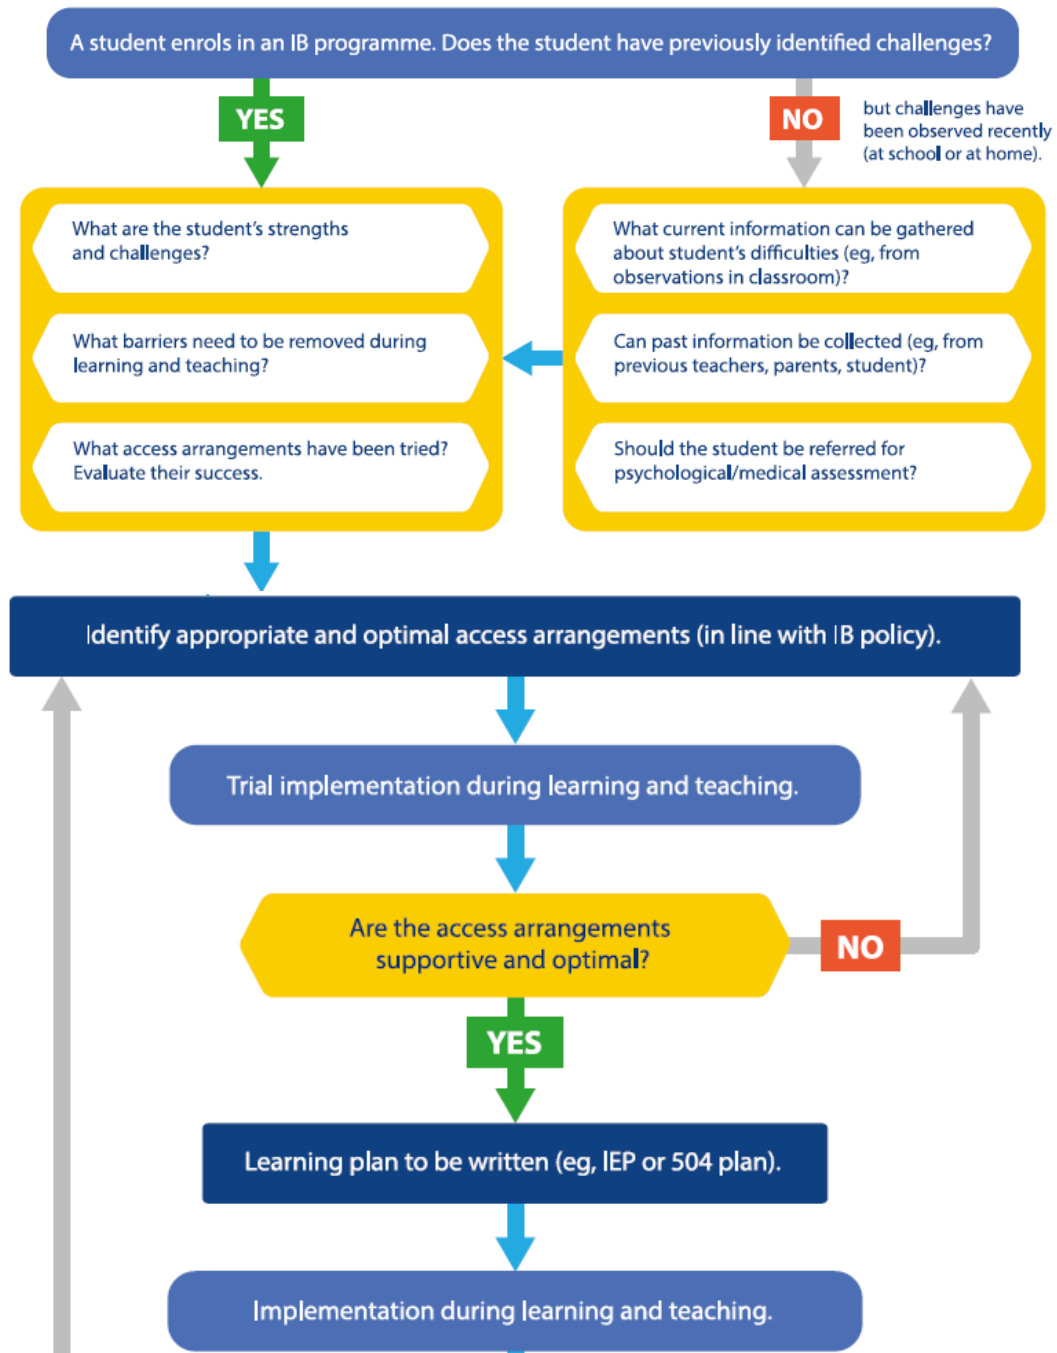 A student enrols in an IB programme. Does the student have previously identified challenges?
YES
NO
but challenges have
been observed recently
(at school or at home).
What are the student's strengths
and challenges?
What barriers need to be removed during
learning and teaching?
What access arrangements have been tried?
Evaluate their success.
What current information can be gathered
about student's difficulties (eg, from
observations in classroom)?
Can past information be collected (eg, from
previous teachers, parents, student)?
Should the student be referred for
psychological/medical assessment?
Identify appropriate and optimal access arrangements (in line with IB policy).
Trial implementation during learning and teaching.
Are the access arrangements
supportive and optimal?
NO
YES
Learning plan to be written (eg, IEP or 504 plan).
Implementation during learning and teaching.